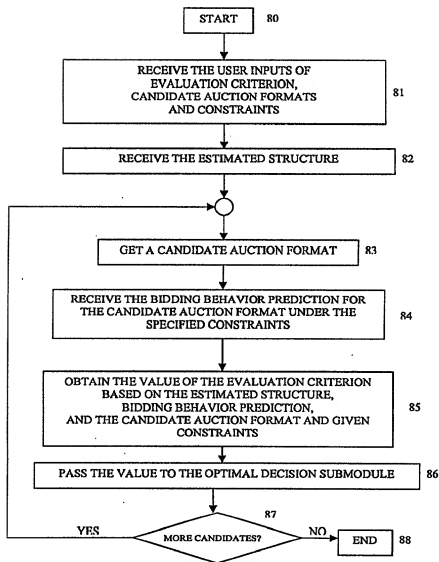 START
80
RECEIVE THE USER INPUTS OF
EVALUATION CRITERION,
CANDIDATE AUCTION FORMATS
AND CONSTRAINTS
81
RECEIVE THE ESTIMATED STRUCTURE
82
GET A CANDIDATE AUCTION FORMAT
83
RECEIVE THE BIDDING BEHAVIOR PREDICTION FOR
THE CANDIDATE AUCTION FORMAT UNDER THE
SPECIFIED CONSTRAINTS
84
OBTAIN THE VALUE OF THE EVALUATION CRITERION
BASED ON THE ESTIMATED STRUCTURE,
BIDDING BEHAVIOR PREDICTION,
AND THE CANDIDATE AUCTION FORMAT AND GIVEN
CONSTRAINTS
85
PASS THE VALUE TO THE OPTIMAL DECISION SUBMODULE
86
87
YES
MORE CANDIDATES?
NO
END
88